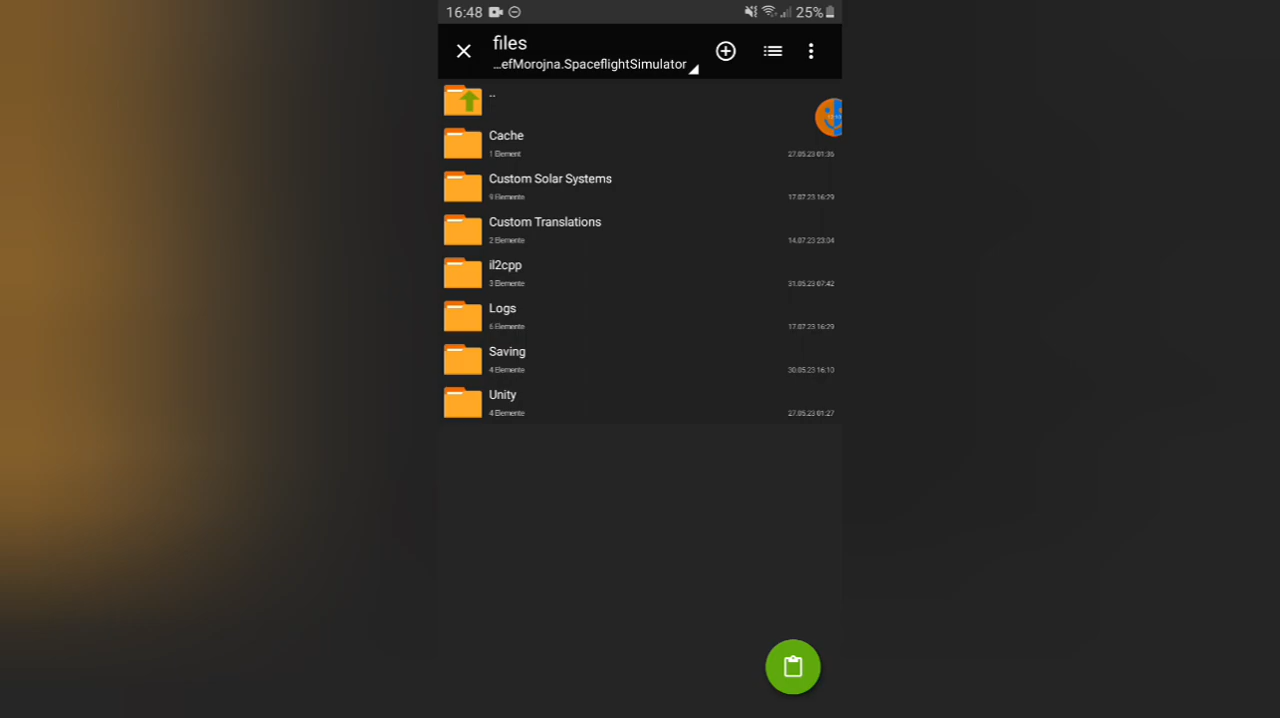 16:48
25%
files
...efMorojna.SpaceflightSimulator
..
Cache
1 Element
27.05.23 01:36
Custom Solar Systems
9 Elemente
17.07.23 16:29
Custom Translations
2 Elemente
14.07.23 23:04
il2cpp
3 Elemente
31.05.23 07:42
Logs
6 Elemente
17.07.23 16:29
Saving
4 Elemente
30.05.23 16:10
Unity
4 Elemente
27.05.23 01:27